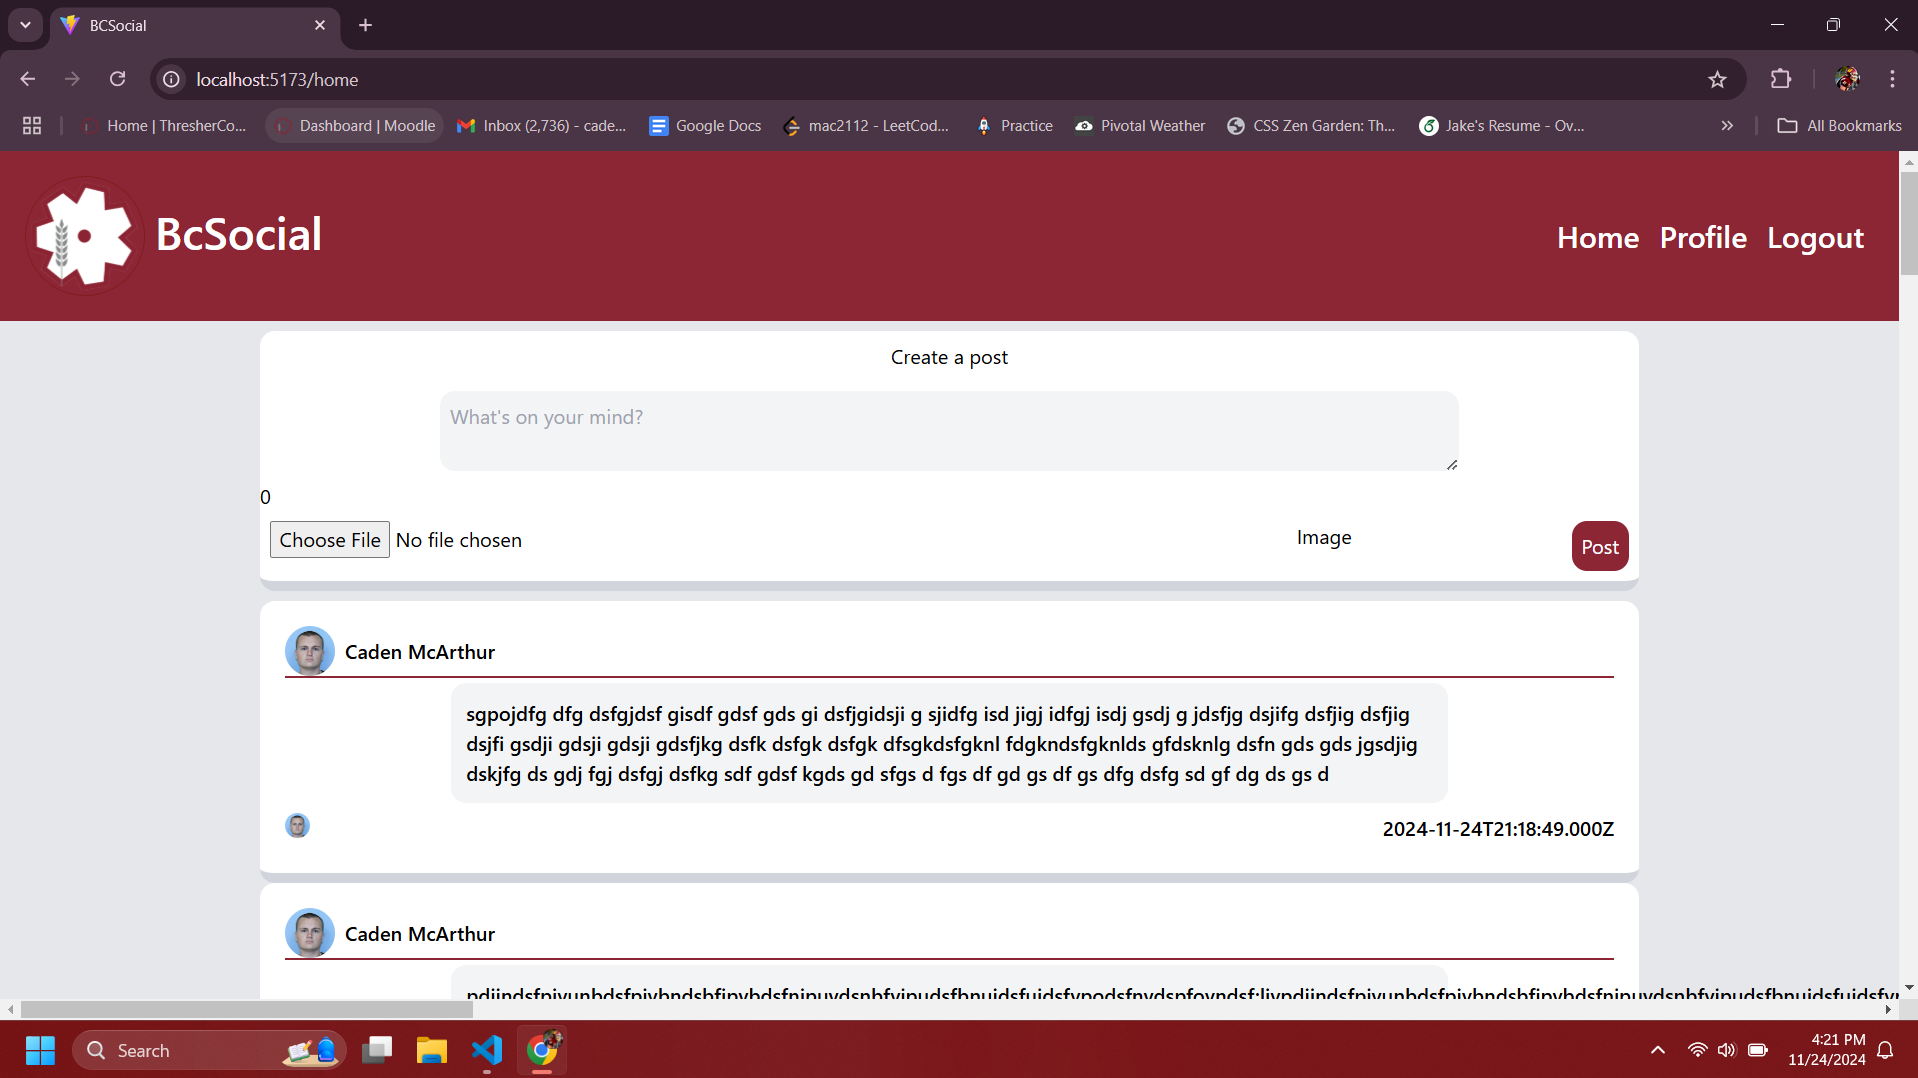 BCSocial
localhost:5173/home
Home | ThresherCo...
Dashboard | Moodle
Inbox (2,736) - cade...
Google Docs
mac2112 - LeetCod...
Practice
Pivotal Weather
CSS Zen Garden: Th...
Jake's Resume - Ov...
All Bookmarks
BcSocial
Home Profile Logout
Create a post
What's on your mind?
0
Choose File No file chosen
Image
Post
Caden McArthur
sgpojdfg dfg dsfgjdsf gisdf gdsf gds gi dsfjgidsji g sjidfg isd jigj idfgj isdj gsdj g jdsfjg dsjifg dsfjig dsfjig
dsjfi gsdji gdsji gdsji gdsfjkg dsfk dsfgk dsfgk dfsgkdsfgknl fdgkndsfgknlds gfdsknlg dsfn gds gds jgsdjig
dskjfg ds gdj fgj dsfgj dsfkg sdf gdsf kgds gd sfgs d fgs df gd gs df gs dfg dsfg sd gf dg ds gs d
2024-11-24T21:18:49.000Z
Caden McArthur
Search
4:21 PM
11/24/2024